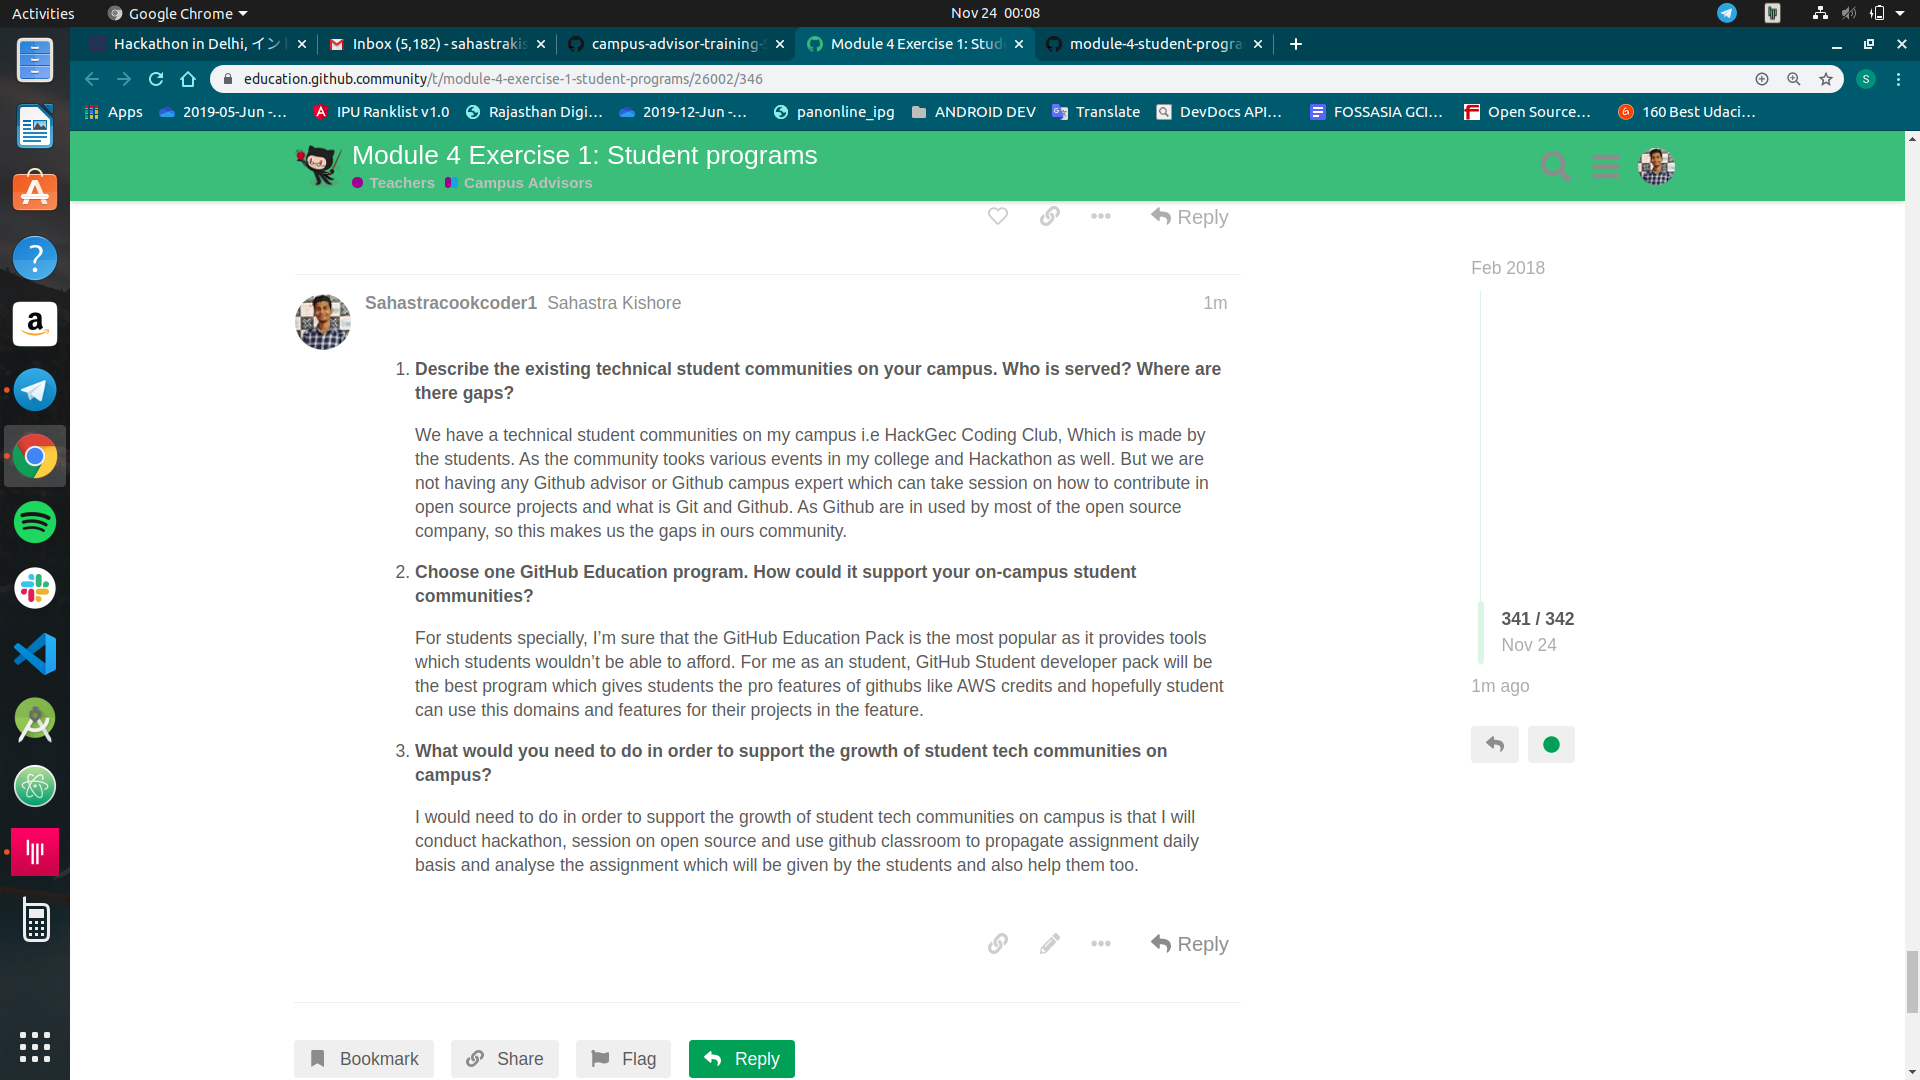 Activities
Google Chrome
Nov 24 00:08
Hackathon in Delhi, イン
Inbox (5,182) - sahastrakis
campus-advisor-training-
Module 4 Exercise 1: Stud
module-4-student-progra
education.github.community/t/module-4-exercise-1-student-programs/26002/346
S
Apps
2019-05-Jun -...
IPU Ranklist v1.0
Rajasthan Digi...
2019-12-Jun -...
panonline_ipg
ANDROID DEV
Translate
DevDocs API...
FOSSASIA GCI...
Open Source...
160 Best Udaci...
Module 4 Exercise 1: Student programs
Teachers Campus Advisors
Reply
Feb 2018
Sahastracookcoder1 Sahastra Kishore 1m
1. Describe the existing technical student communities on your campus. Who is served? Where are
there gaps?
We have a technical student communities on my campus i.e HackGec Coding Club, Which is made by
the students. As the community tooks various events in my college and Hackathon as well. But we are
not having any Github advisor or Github campus expert which can take session on how to contribute in
open source projects and what is Git and Github. As Github are in used by most of the open source
company, so this makes us the gaps in ours community.
2. Choose one GitHub Education program. How could it support your on-campus student
communities?
For students specially, I'm sure that the GitHub Education Pack is the most popular as it provides tools
which students wouldn't be able to afford. For me as an student, GitHub Student developer pack will be
the best program which gives students the pro features of githubs like AWS credits and hopefully student
can use this domains and features for their projects in the feature.
3. What would you need to do in order to support the growth of student tech communities on
campus?
I would need to do in order to support the growth of student tech communities on campus is that I will
conduct hackathon, session on open source and use github classroom to propagate assignment daily
basis and analyse the assignment which will be given by the students and also help them too.
341 / 342
Nov 24
1m ago
Reply
Bookmark
Share
Flag
Reply